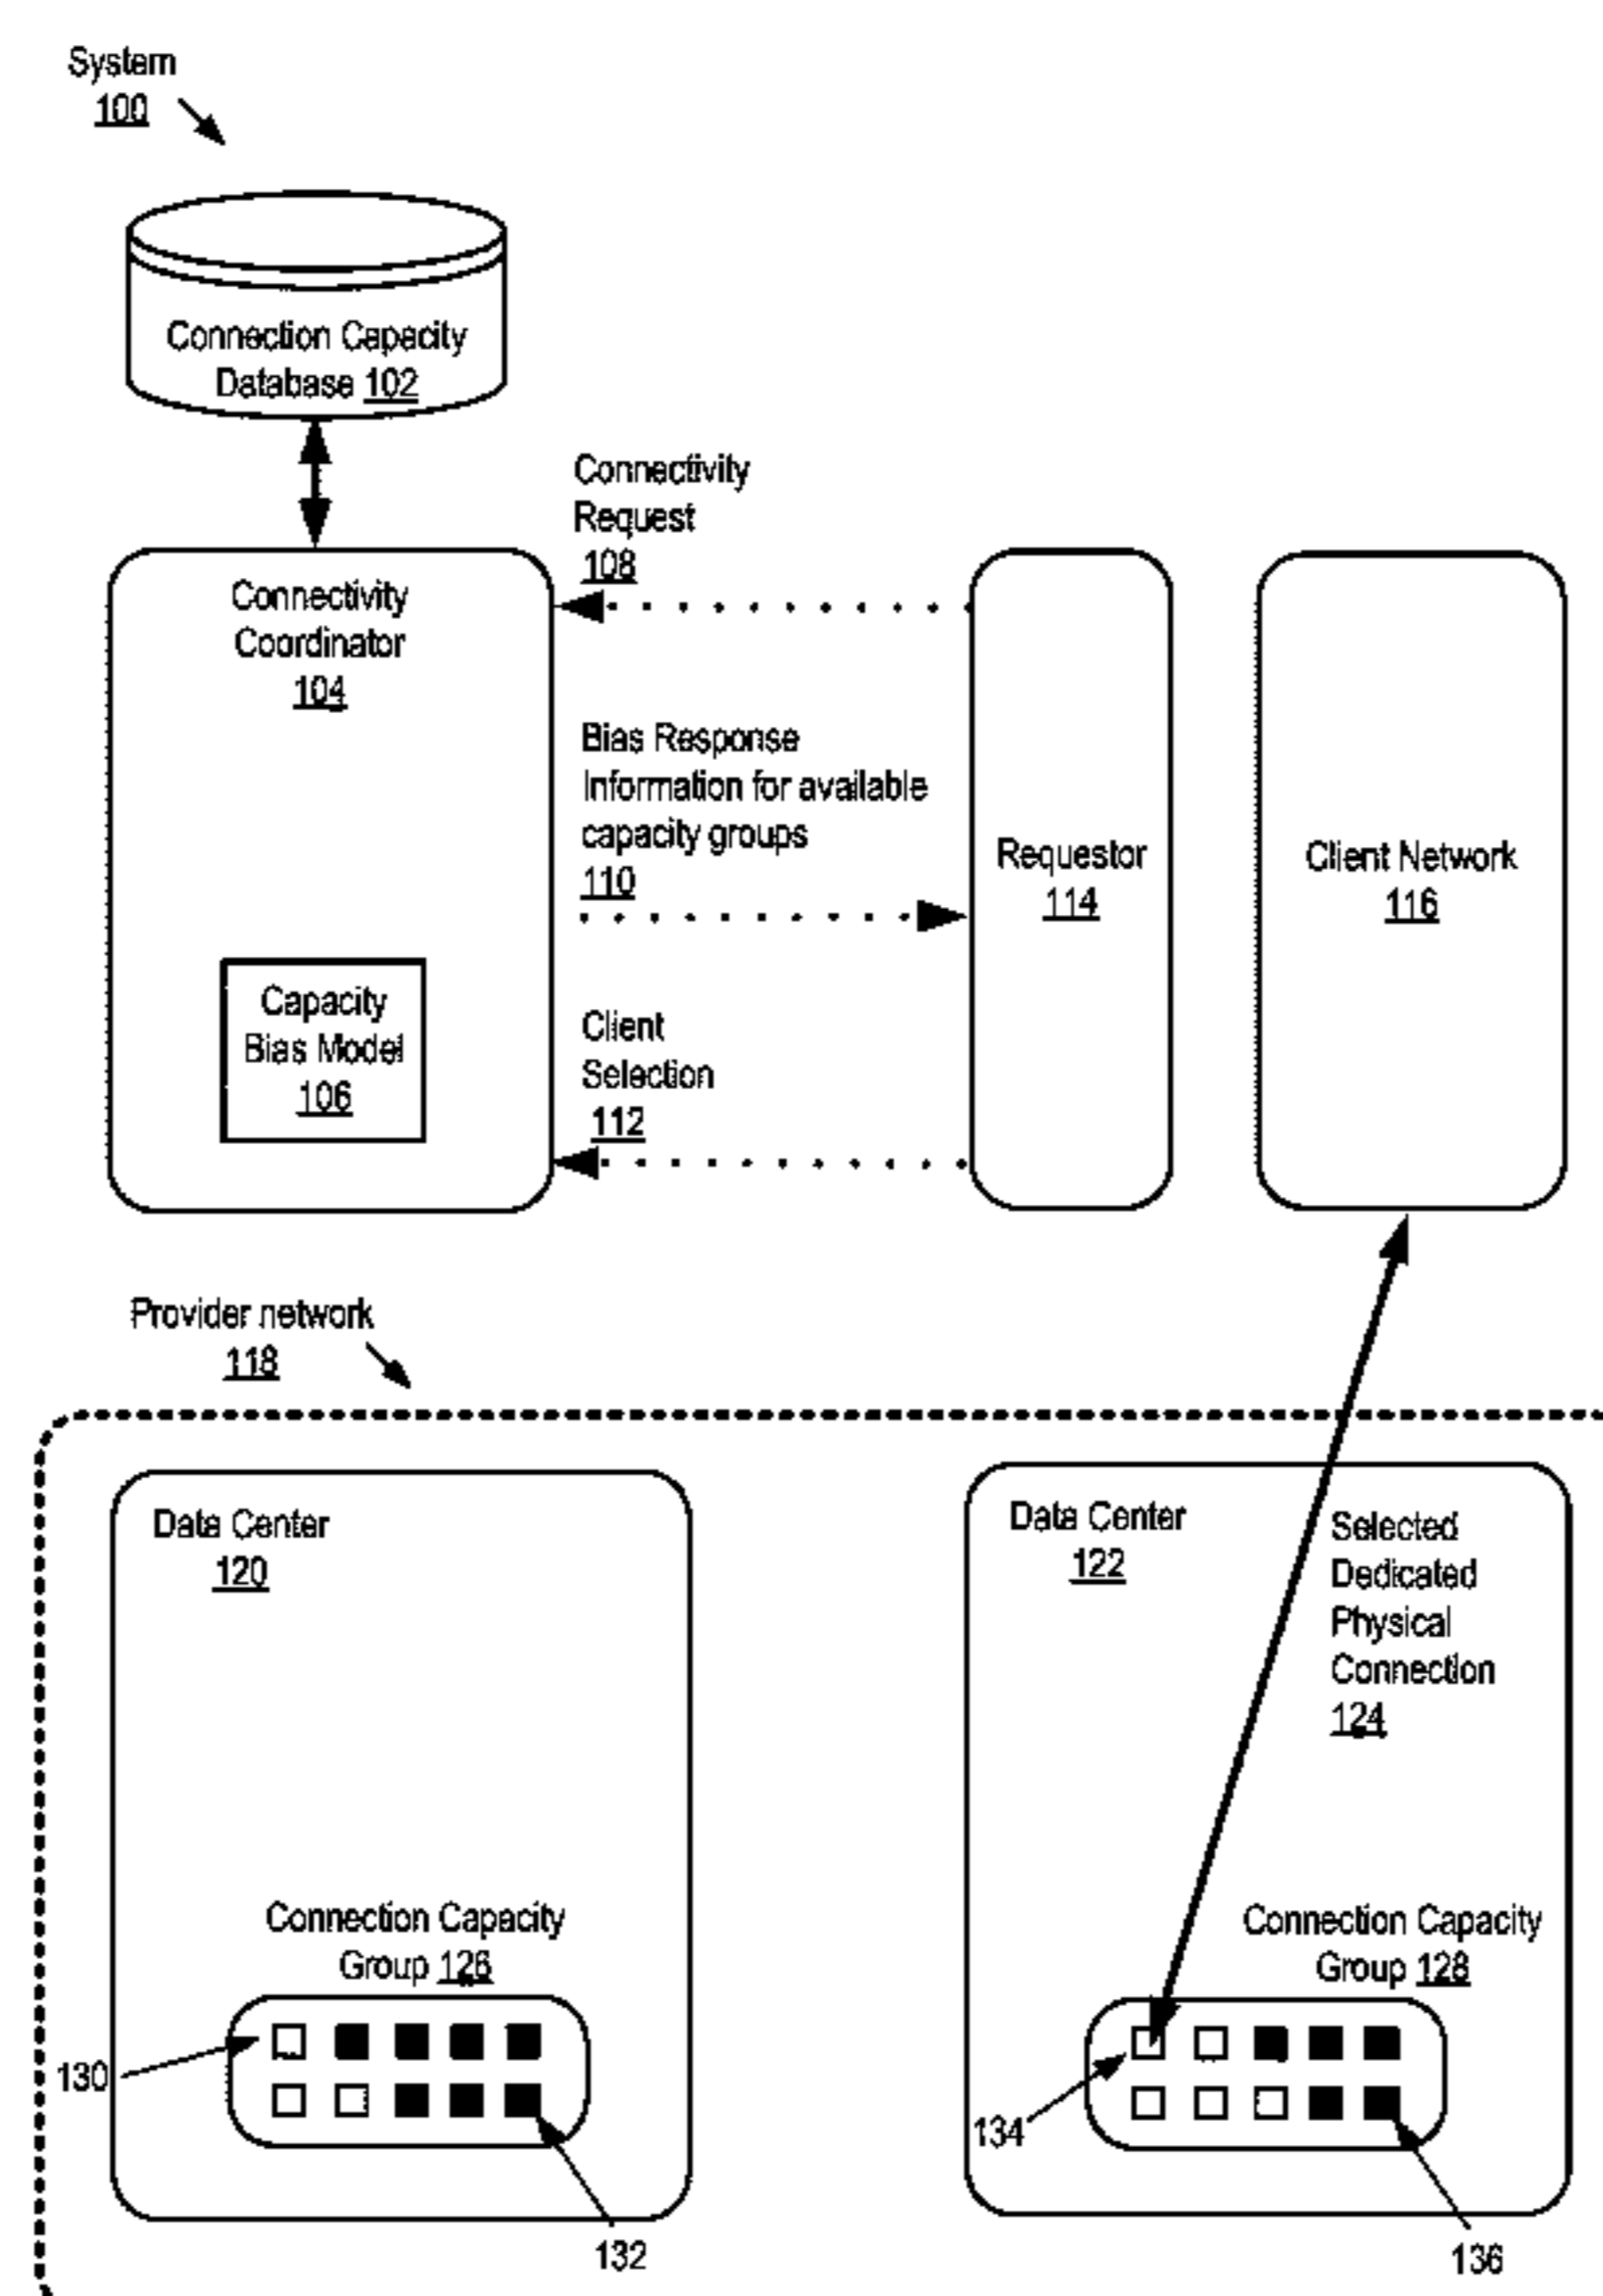 System
100
Connection Capacity
Database 102
Connectivity
Request
108
Connectivity
Coordinator
104
Bias Response
Information for available
capacity groups
110
Requestor
114
Client Network
116
Capacity
Bias Model
106
Client
Selection
112
Provider network
118
Data Center
120
Data Center
122
Selected
Dedicated
Physical
Connection
124
Connection Capacity
Group 126
Connection Capacity
Group 128
130
134
132
136